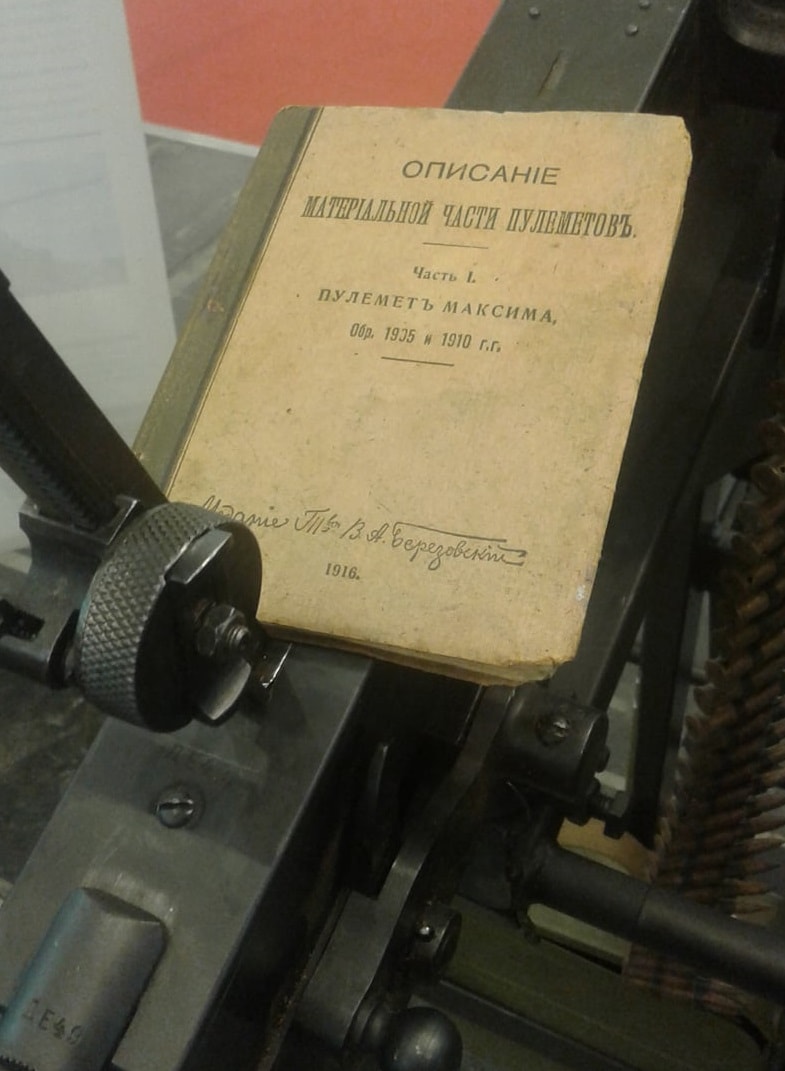 ОПИСАНІЕ
МАТЕРІАЛЬНОЙ ЧАСТИ ПУЛЕМЕТОВЪ.
Часть I.
ПУЛЕМЕТЪ МАКСИМА,
Обр. 1905 и 1910 г.г.
Изданіе Т-ва В. А. Березовскій
1916.